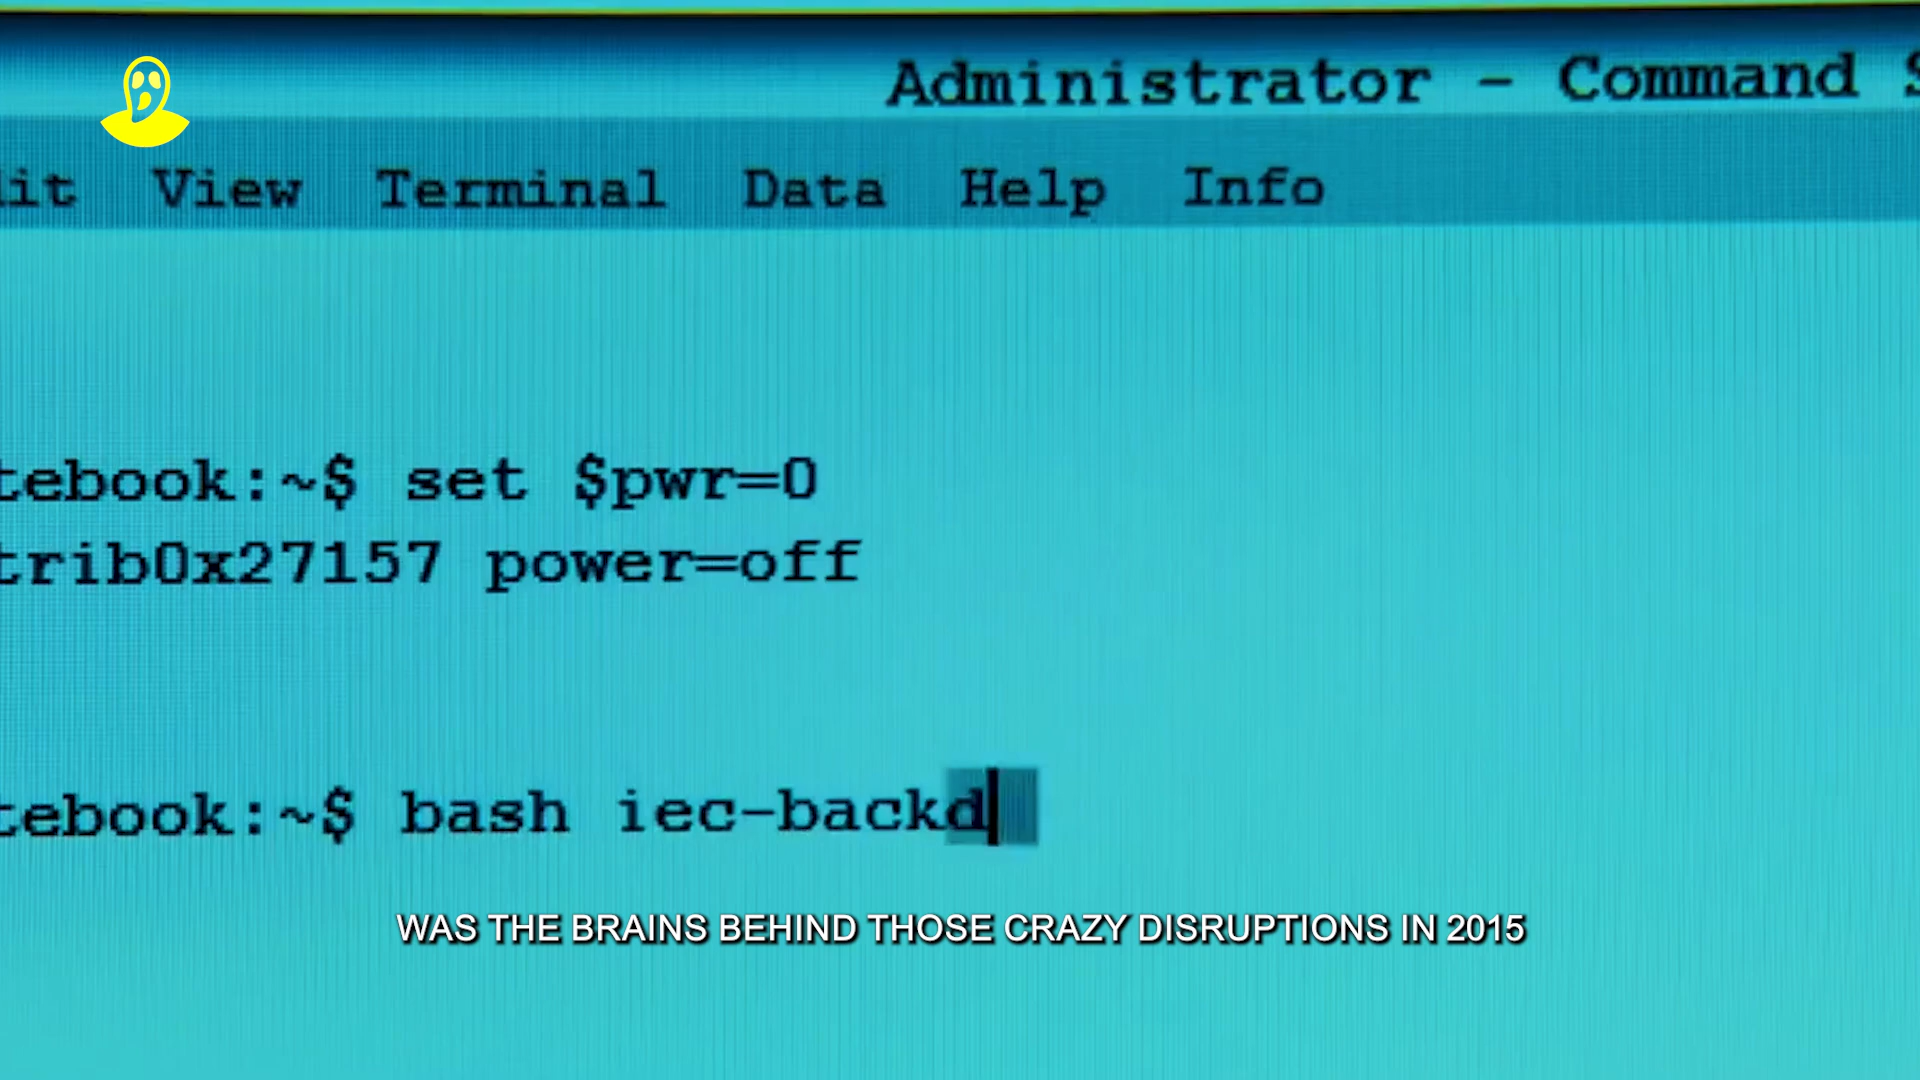 Administrator - Command
View Terminal Data Help Info
tebook:~$ set $pwr=0
trib0x27157 power=off
tebook:~$ bash iec-backd
WAS THE BRAINS BEHIND THOSE CRAZY DISRUPTIONS IN 2015